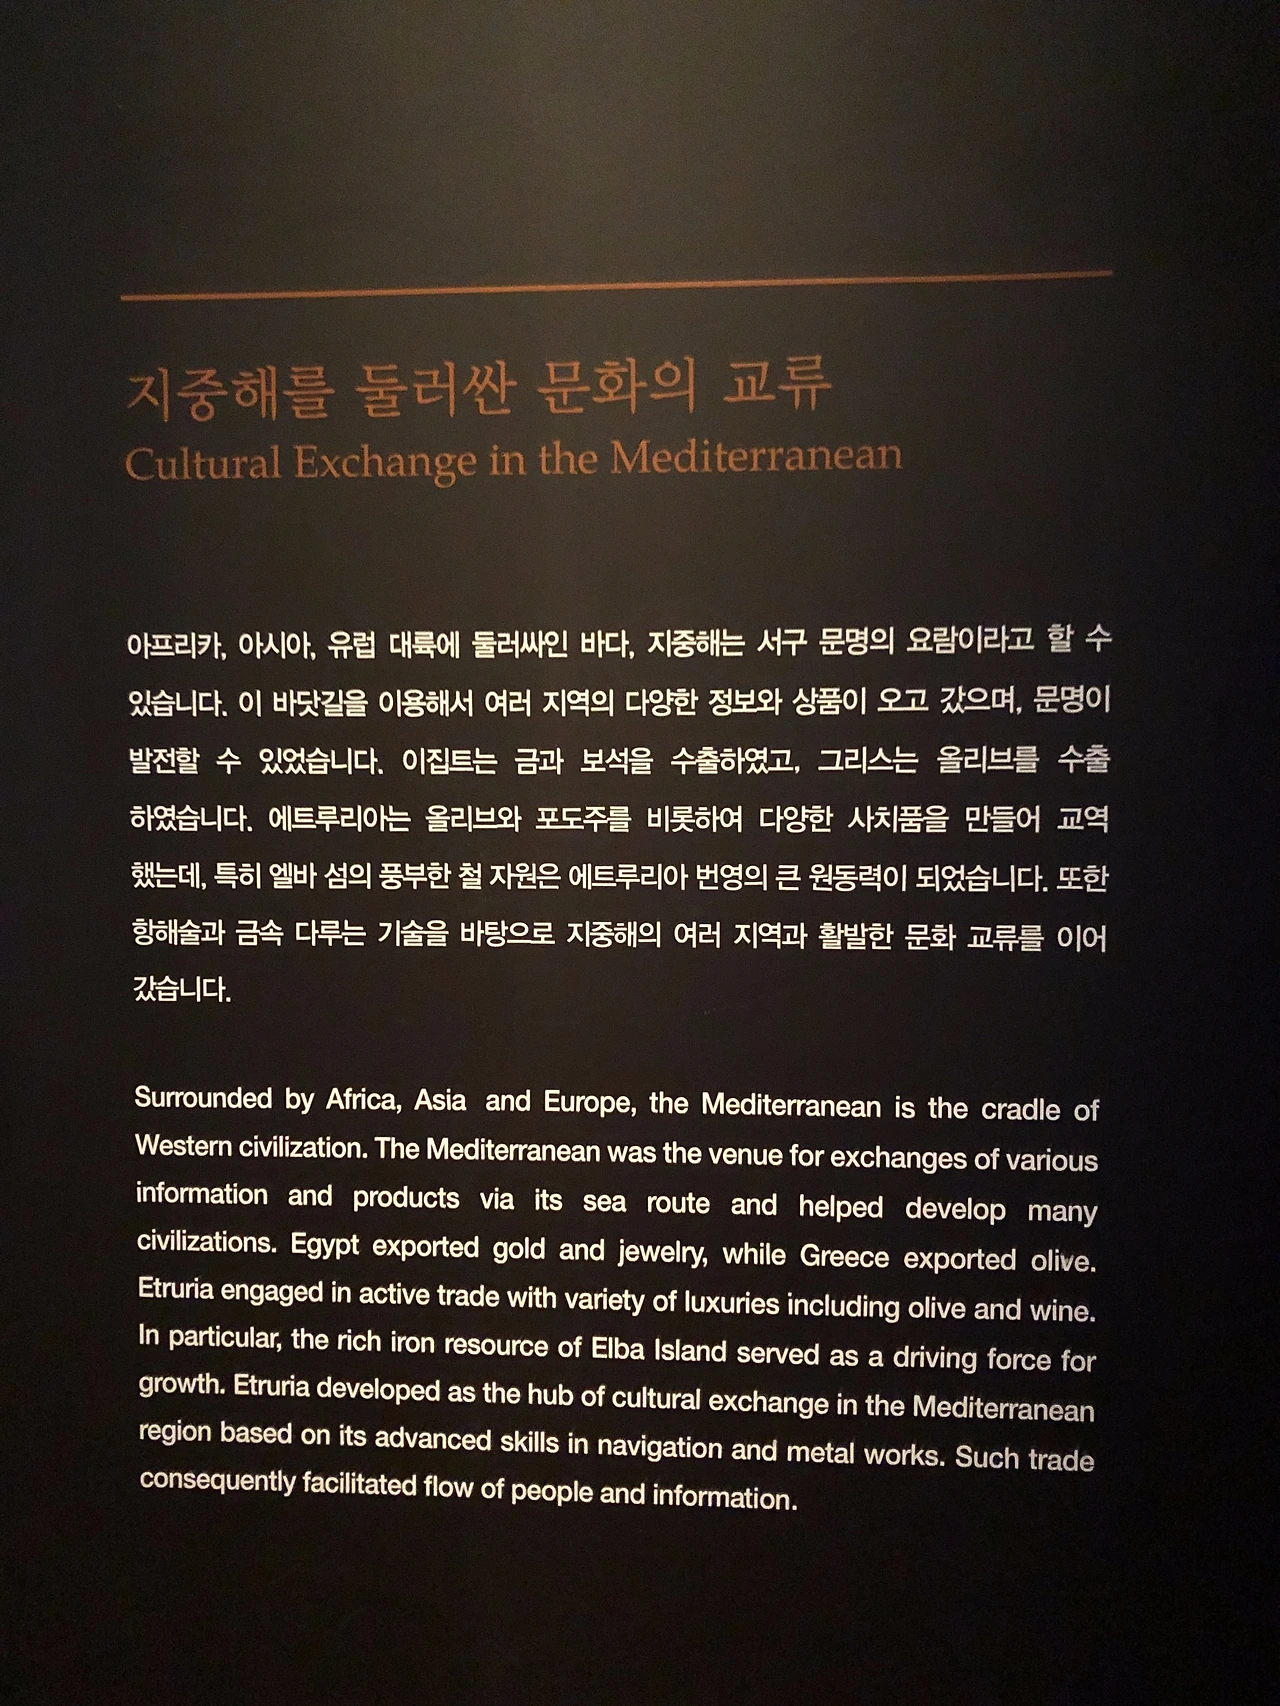 지중해를 둘러싼 문화의 교류
Cultural Exchange in the Mediterranean
아프리카, 아시아, 유럽 대륙에 둘러싸인 바다, 지중해는 서구 문명의 요람이라고 할 수
있습니다. 이 바닷길을 이용해서 여러 지역의 다양한 정보와 상품이 오고 갔으며, 문명이
발전할 수 있었습니다. 이집트는 금과 보석을 수출하였고, 그리스는 올리브를 수출
하였습니다. 에트루리아는 올리브와 포도주를 비롯하여 다양한 사치품을 만들어 교역
했는데, 특히 엘바 섬의 풍부한 철 자원은 에트루리아 번영의 큰 원동력이 되었습니다. 또한
항해술과 금속 다루는 기술을 바탕으로 지중해의 여러 지역과 활발한 문화 교류를 이어
갔습니다.
Surrounded by Africa, Asia and Europe, the Mediterranean is the cradle of
Western civilization. The Mediterranean was the venue for exchanges of various
information and products via its sea route and helped develop many
civilizations. Egypt exported gold and jewelry, while Greece exported olive.
Etruria engaged in active trade with variety of luxuries including olive and wine.
In particular, the rich iron resource of Elba Island served as a driving force for
growth. Etruria developed as the hub of cultural exchange in the Mediterranean
region based on its advanced skills in navigation and metal works. Such trade
consequently facilitated flow of people and information.